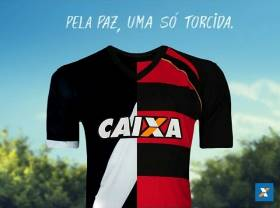 PELA PAZ, UMA SÓ TORCIDA.
CAIXA